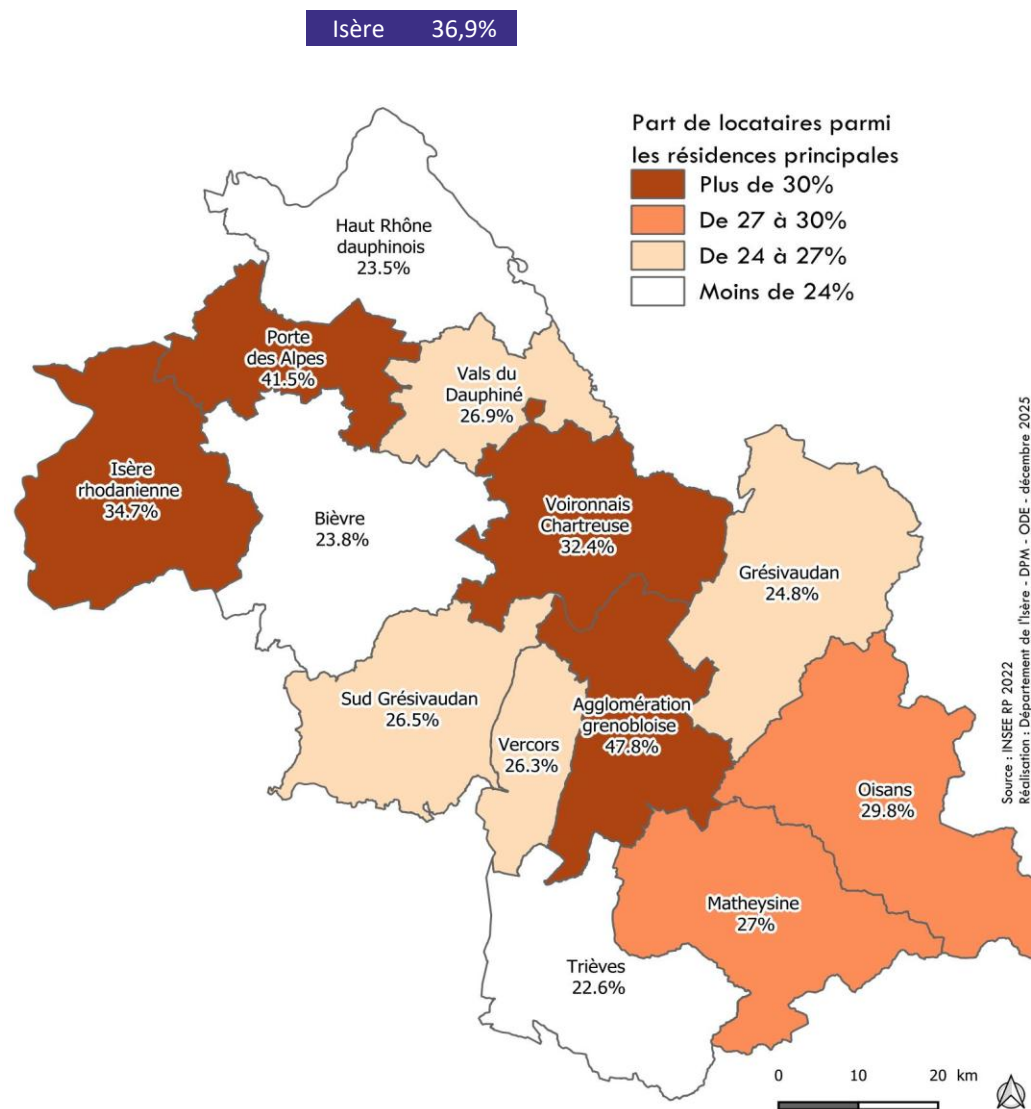 Isère 36,9%
Part de locataires parmi
les résidences principales
Plus de 30%
De 27 à 30%
De 24 à 27%
Moins de 24%
Haut Rhône
dauphinois
23.5%
Porte
des Alpes
41.5%
Vals du
Dauphiné
26.9%
Isère
rhodanienne
34.7%
Bièvre
23.8%
Voironnais
Chartreuse
32.4%
Grésivaudan
24.8%
Sud Grésivaudan
26.5%
Vercors
26.3%
Agglomération
grenobloise
47.8%
Oisans
29.8%
Matheysine
27%
Trièves
22.6%
Source : INSEE RP 2022
Réalisation : Département de l'Isère - DPM - ODE - décembre 2025
0 10 20 km